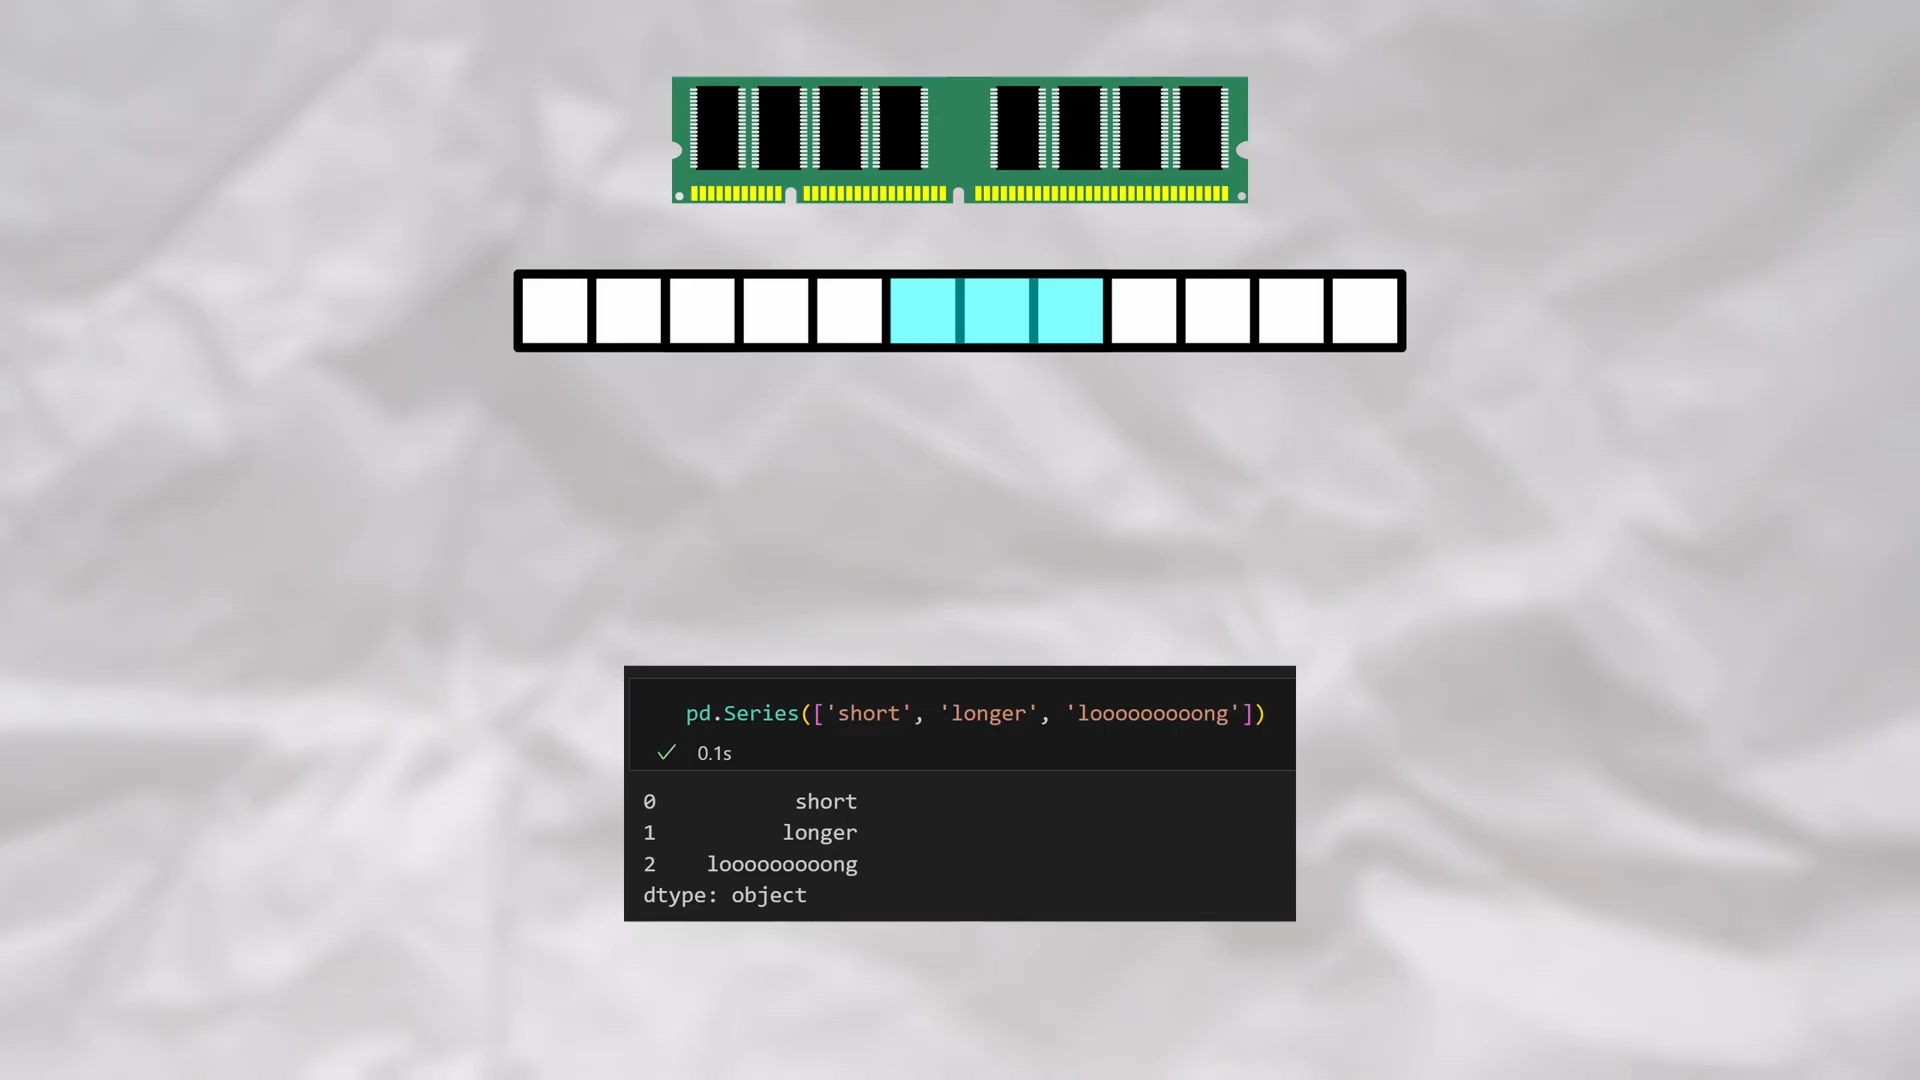 pd.Series(['short', 'longer', 'looooooooong'])
✓ 0.1s
0 short
1 longer
2 looooooooong
dtype: object